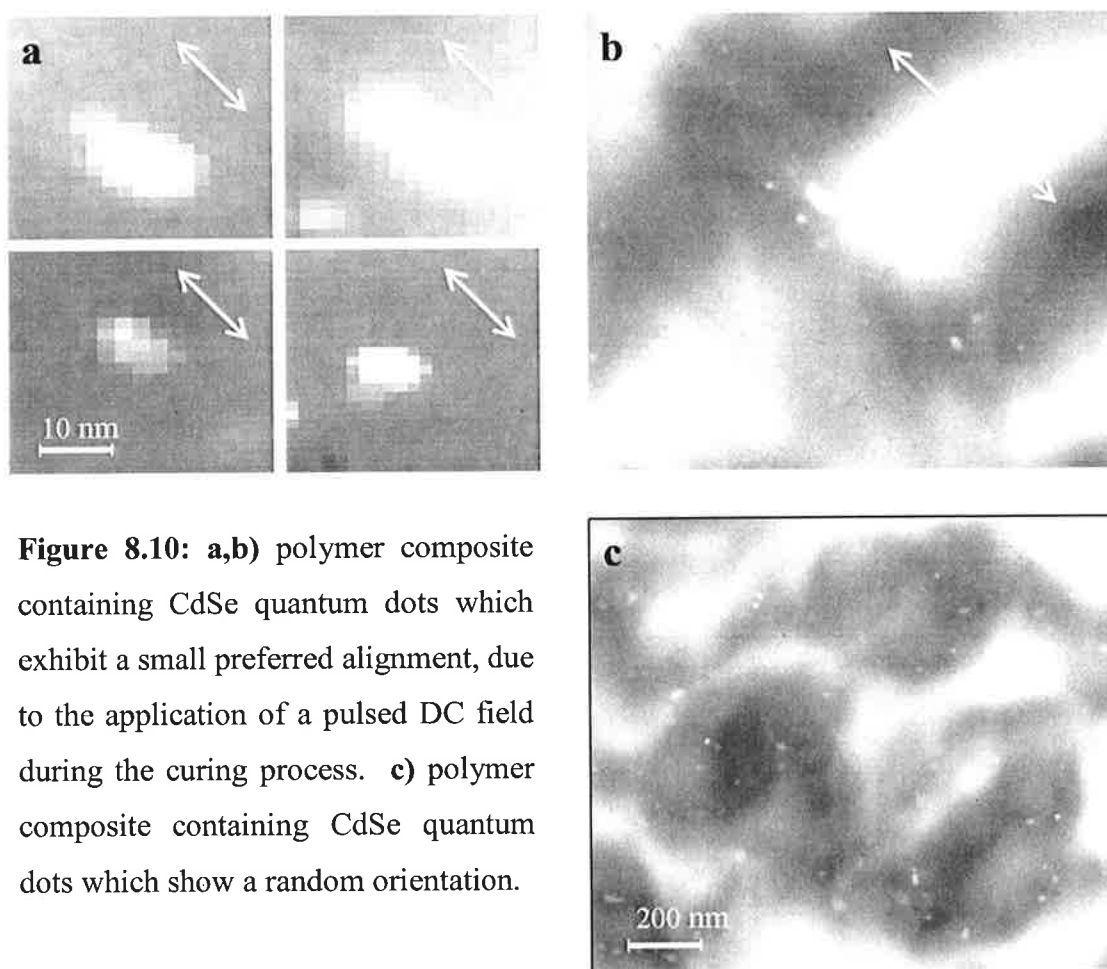 a
b
10 nm
Figure 8.10: a,b) polymer composite
containing CdSe quantum dots which
exhibit a small preferred alignment, due
to the application of a pulsed DC field
during the curing process. c) polymer
composite containing CdSe quantum
dots which show a random orientation.
c
200 nm